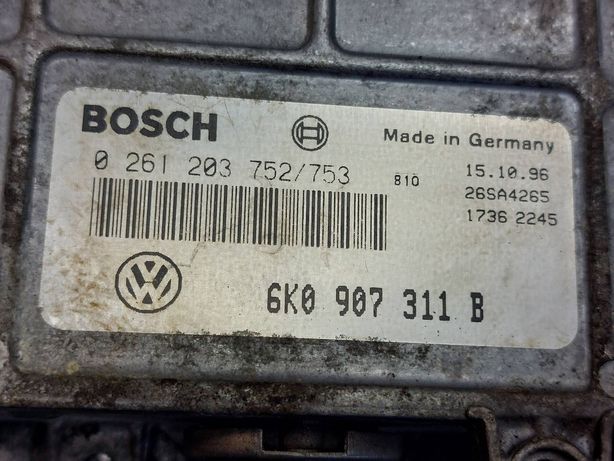 BOSCH
Made in Germany
0 261 203 752/753
810
15.10.96
26SA4265
1736 2245
VW
6K0 907 311 B